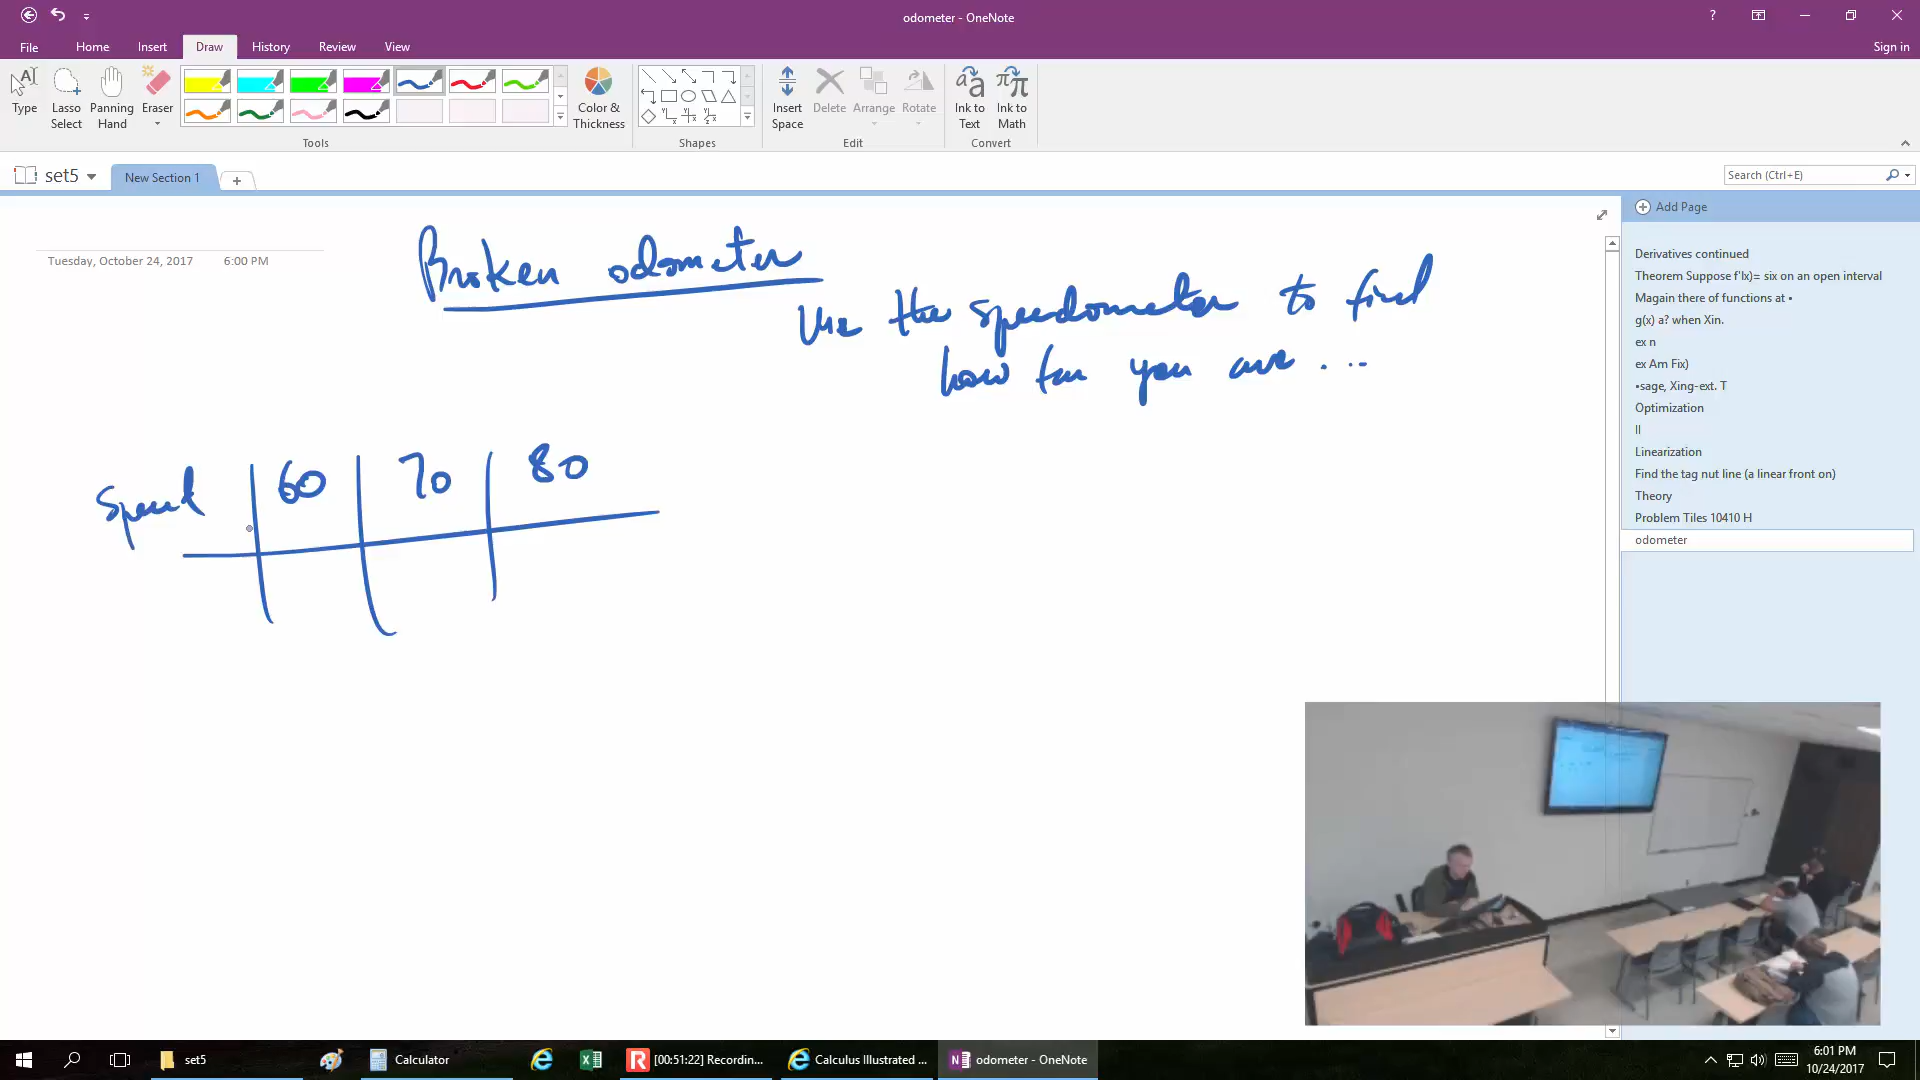 odometer - OneNote
?
File
Home
Insert
Draw
History
Review
View
Sign in
Type
Lasso Select
Panning Hand
Eraser
Color & Thickness
Insert Space
Delete
Arrange
Rotate
Ink to Text
Ink to Math
Tools
Shapes
Edit
Convert
set5
New Section 1
Search (Ctrl+E)
Tuesday, October 24, 2017
6:00 PM
Broken odometer
Use the speedometer to find
how far you are ...
Speed 60 70 80
Add Page
Derivatives continued
Theorem Suppose f'lx)= six on an open interval
Magain there of functions at •
g(x) a? when Xin.
ex n
ex Am Fix)
•sage, Xing-ext. T
Optimization
II
Linearization
Find the tag nut line (a linear front on)
Theory
Problem Tiles 10410 H
odometer
set5
Calculator
[00:51:22] Recordin...
Calculus Illustrated ...
odometer - OneNote
6:01 PM
10/24/2017